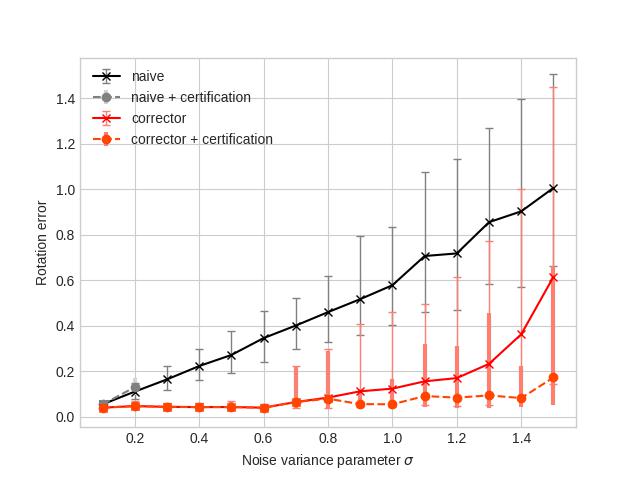 naive
naive + certification
corrector
corrector + certification
1.4
1.2
1.0
0.8
0.6
0.4
0.2
0.0
Rotation error
0.2 0.4 0.6 0.8 1.0 1.2 1.4
Noise variance parameter σ